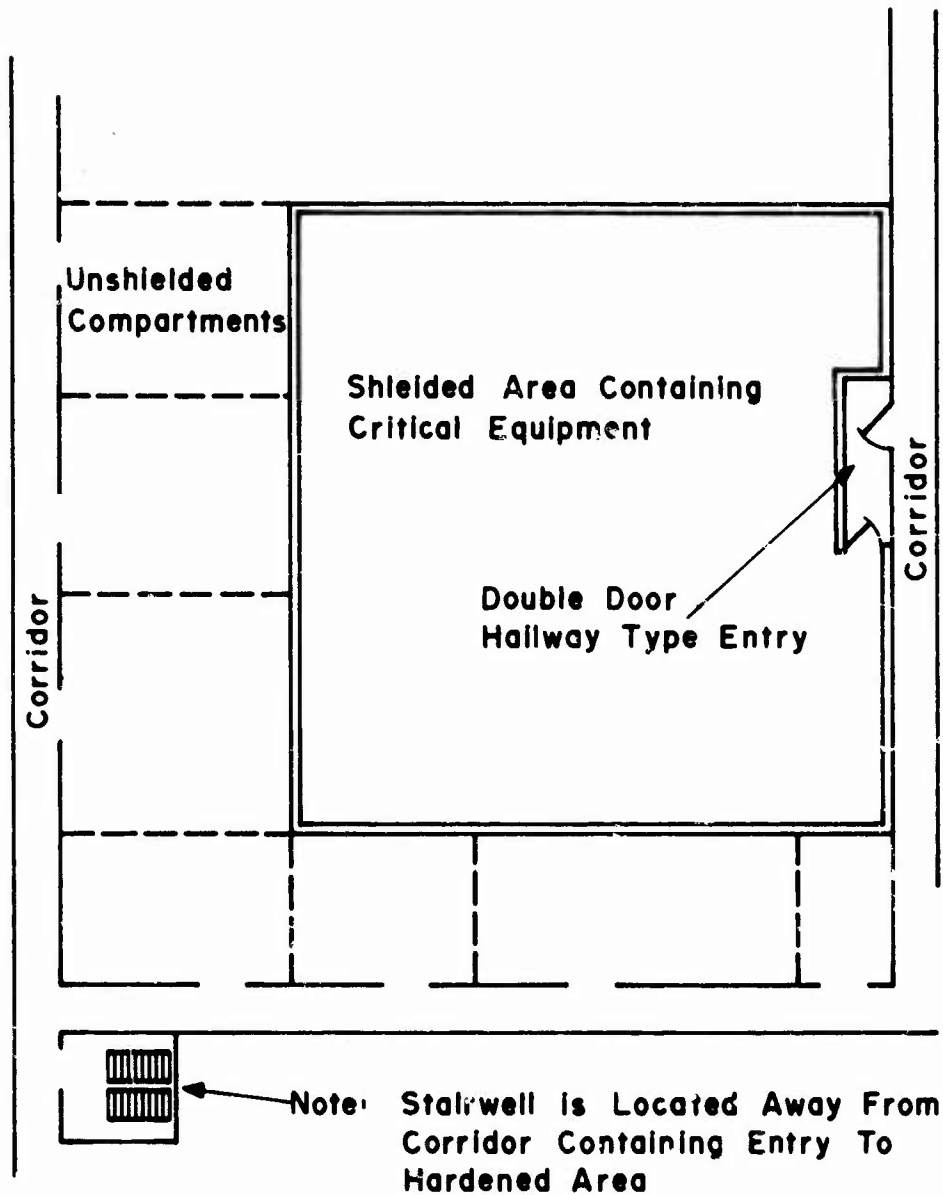 Unshielded
Compartments
Shielded Area Containing
Critical Equipment
Corridor
Double Door
Hallway Type Entry
Corridor
Note: Stairwell is Located Away From
Corridor Containing Entry To
Hardened Area